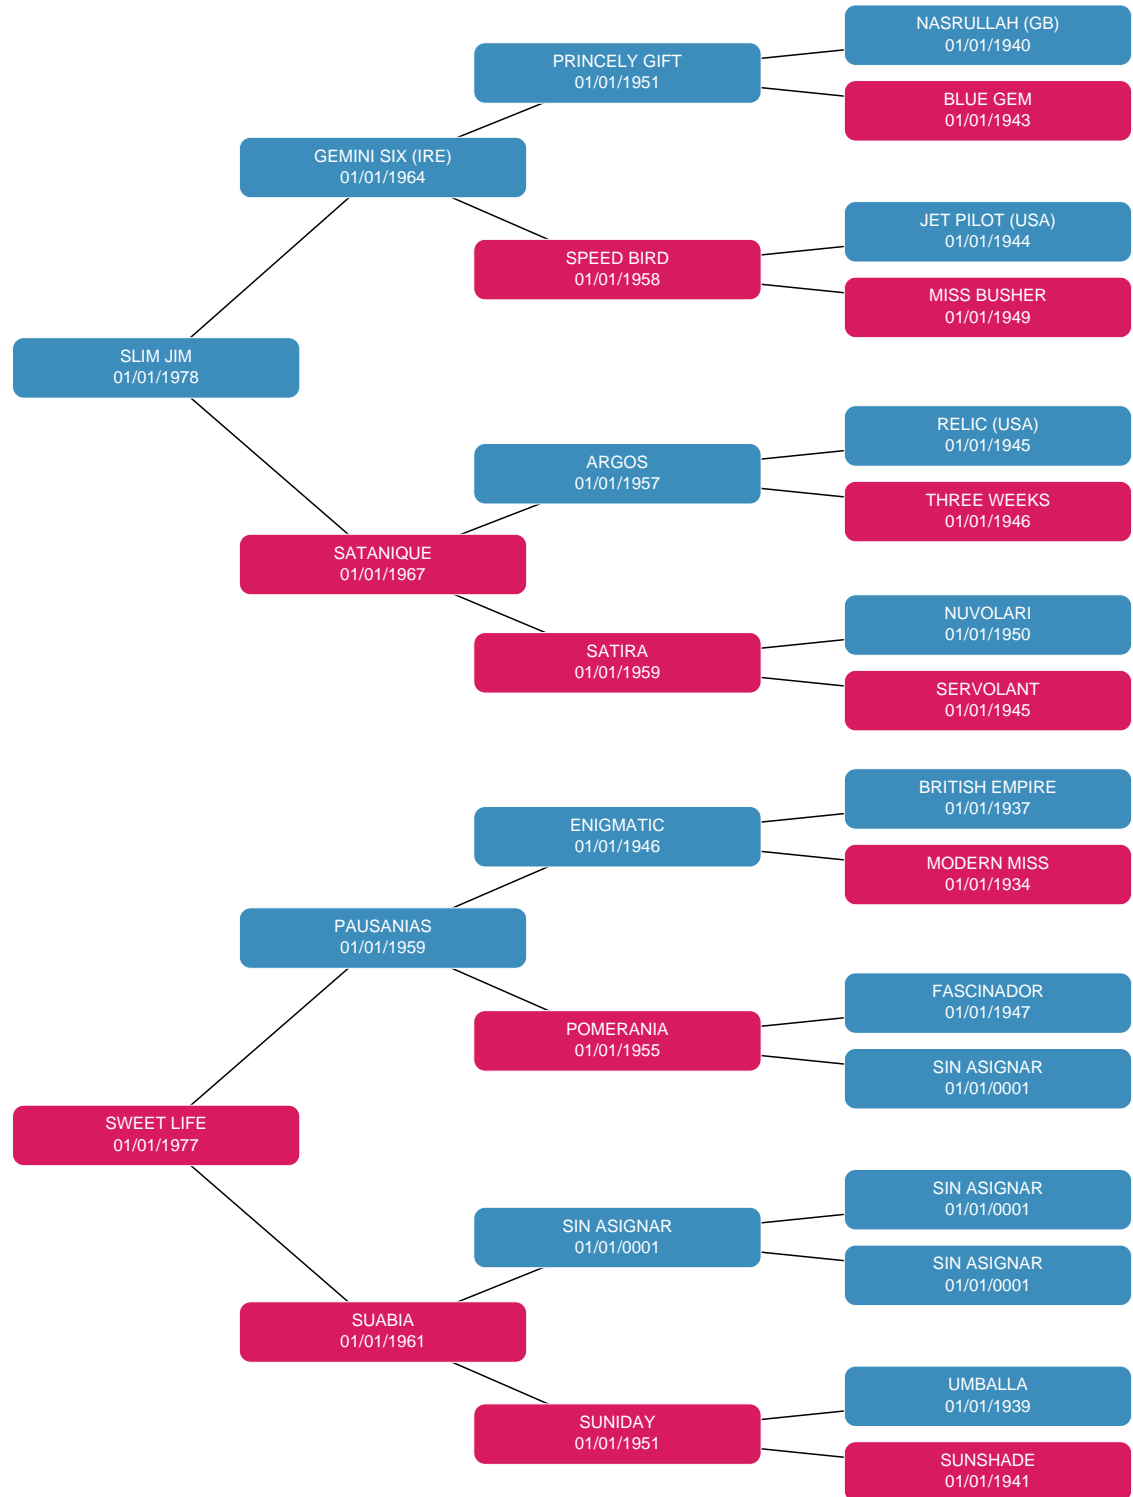 NASRULLAH (GB)
01/01/1940
PRINCELY GIFT
01/01/1951
BLUE GEM
01/01/1943
GEMINI SIX (IRE)
01/01/1964
JET PILOT (USA)
01/01/1944
SPEED BIRD
01/01/1958
MISS BUSHER
01/01/1949
SLIM JIM
01/01/1978
RELIC (USA)
01/01/1945
ARGOS
01/01/1957
THREE WEEKS
01/01/1946
SATANIQUE
01/01/1967
NUVOLARI
01/01/1950
SATIRA
01/01/1959
SERVOLANT
01/01/1945
BRITISH EMPIRE
01/01/1937
ENIGMATIC
01/01/1946
MODERN MISS
01/01/1934
PAUSANIAS
01/01/1959
FASCINADOR
01/01/1947
POMERANIA
01/01/1955
SIN ASIGNAR
01/01/0001
SWEET LIFE
01/01/1977
SIN ASIGNAR
01/01/0001
SIN ASIGNAR
01/01/0001
SIN ASIGNAR
01/01/0001
SUABIA
01/01/1961
UMBALLA
01/01/1939
SUNIDAY
01/01/1951
SUNSHADE
01/01/1941